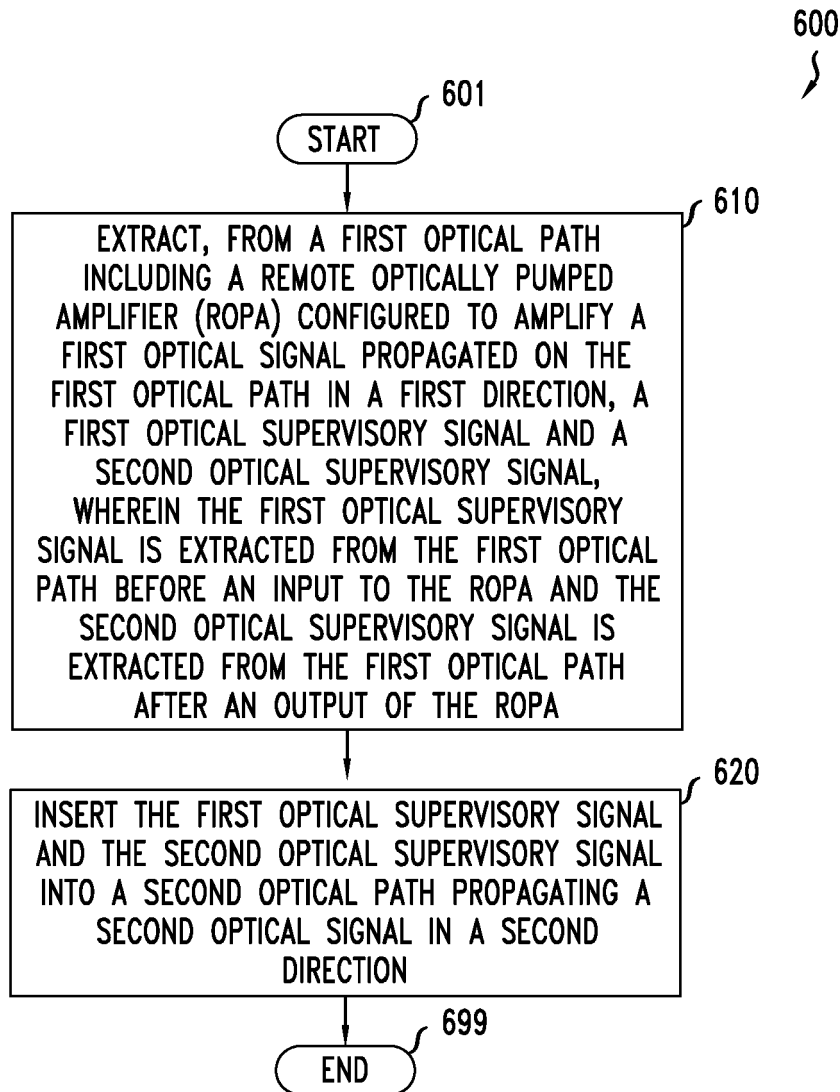 600
601
START
610
EXTRACT, FROM A FIRST OPTICAL PATH
INCLUDING A REMOTE OPTICALLY PUMPED
AMPLIFIER (ROPA) CONFIGURED TO AMPLIFY A
FIRST OPTICAL SIGNAL PROPAGATED ON THE
FIRST OPTICAL PATH IN A FIRST DIRECTION, A
FIRST OPTICAL SUPERVISORY SIGNAL AND A
SECOND OPTICAL SUPERVISORY SIGNAL,
WHEREIN THE FIRST OPTICAL SUPERVISORY
SIGNAL IS EXTRACTED FROM THE FIRST OPTICAL
PATH BEFORE AN INPUT TO THE ROPA AND THE
SECOND OPTICAL SUPERVISORY SIGNAL IS
EXTRACTED FROM THE FIRST OPTICAL PATH
AFTER AN OUTPUT OF THE ROPA
620
INSERT THE FIRST OPTICAL SUPERVISORY SIGNAL
AND THE SECOND OPTICAL SUPERVISORY SIGNAL
INTO A SECOND OPTICAL PATH PROPAGATING A
SECOND OPTICAL SIGNAL IN A SECOND
DIRECTION
699
END